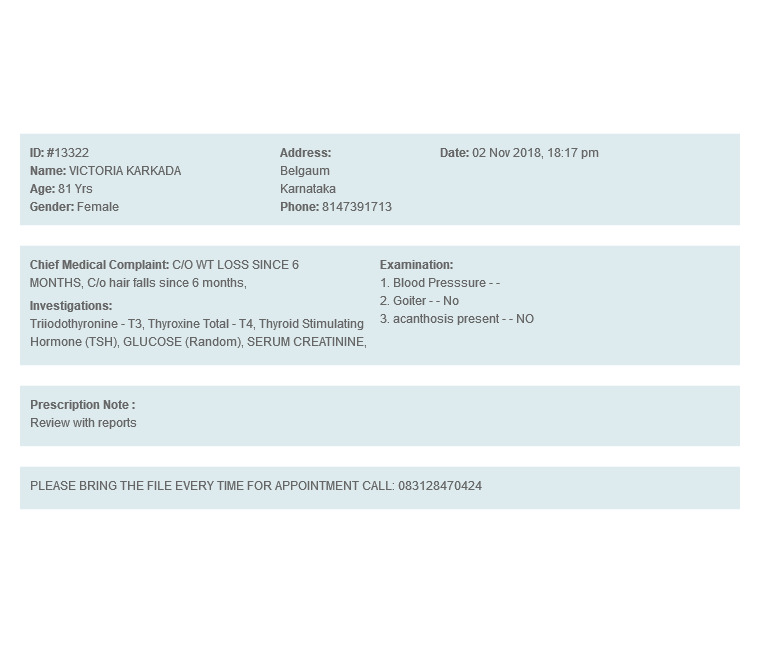 ID: #13322
Name: VICTORIA KARKADA
Age: 81 Yrs
Gender: Female
Address:
Belgaum
Karnataka
Phone: 8147391713
Date: 02 Nov 2018, 18:17 pm
Chief Medical Complaint: C/O WT LOSS SINCE 6
MONTHS, C/o hair falls since 6 months,
Investigations:
Triiodothyronine - T3, Thyroxine Total - T4, Thyroid Stimulating
Hormone (TSH), GLUCOSE (Random), SERUM CREATININE,
Examination:
1. Blood Presssure - -
2. Goiter - - No
3. acanthosis present - - NO
Prescription Note :
Review with reports
PLEASE BRING THE FILE EVERY TIME FOR APPOINTMENT CALL: 083128470424